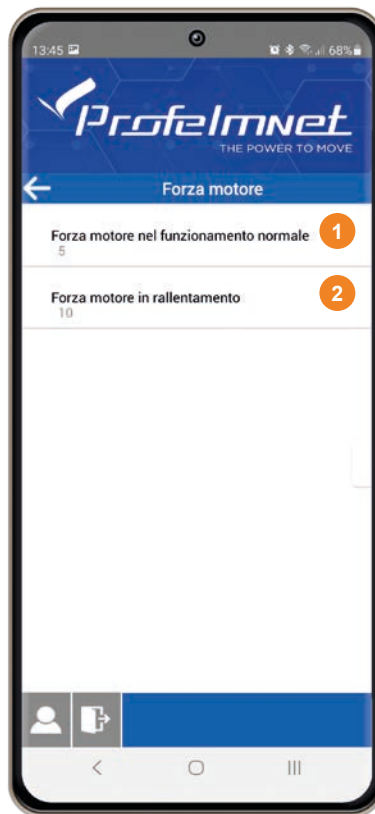 13:45 68%
Profelmnet
THE POWER TO MOVE
Forza motore
Forza motore nel funzionamento normale 1
5
Forza motore in rallentamento 2
10